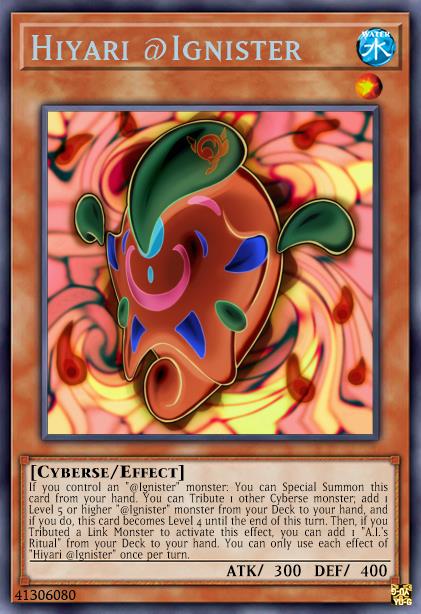 Hiyari @Ignister
WATER
水
[Cyberse/Effect]
If you control an "@Ignister" monster: You can Special Summon this
card from your hand. You can Tribute 1 other Cyberse monster; add 1
Level 5 or higher "@Ignister" monster from your Deck to your hand, and
if you do, this card becomes Level 4 until the end of this turn. Then, if you
Tributed a Link Monster to activate this effect, you can add 1 "A.I.'s
Ritual" from your Deck to your hand. You can only use each effect of
"Hiyari @Ignister" once per turn.
ATK/ 300 DEF/ 400
41306080